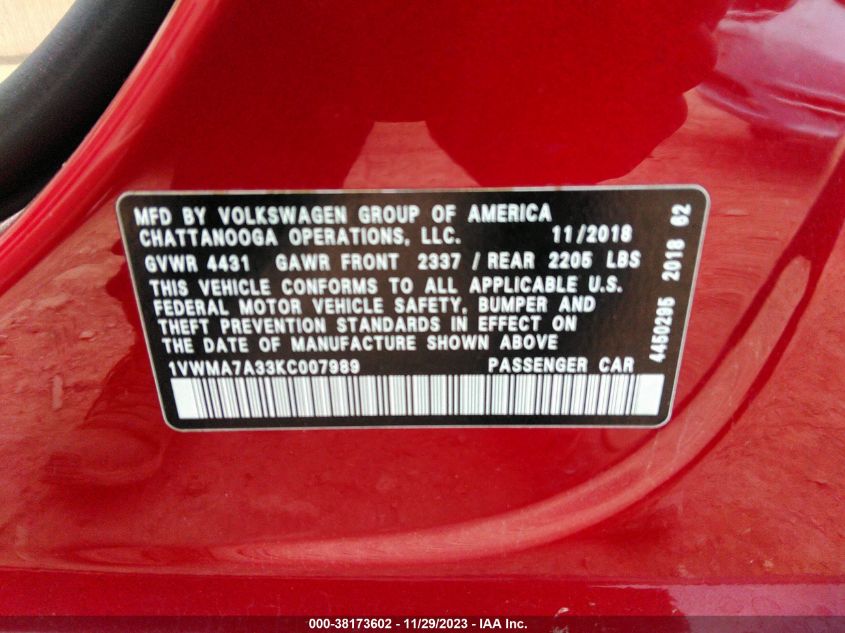 MFD BY VOLKSWAGEN GROUP OF AMERICA
CHATTANOOGA OPERATIONS, LLC. 11/2018
GVWR 4431 GAWR FRONT 2337 / REAR 2205 LBS
THIS VEHICLE CONFORMS TO ALL APPLICABLE U.S.
FEDERAL MOTOR VEHICLE SAFETY, BUMPER AND
THEFT PREVENTION STANDARDS IN EFFECT ON
THE DATE OF MANUFACTURE SHOWN ABOVE
1VWMA7A33KC007989 PASSENGER CAR
4450295 2018 62
000-38173602 - 11/29/2023 - IAA Inc.